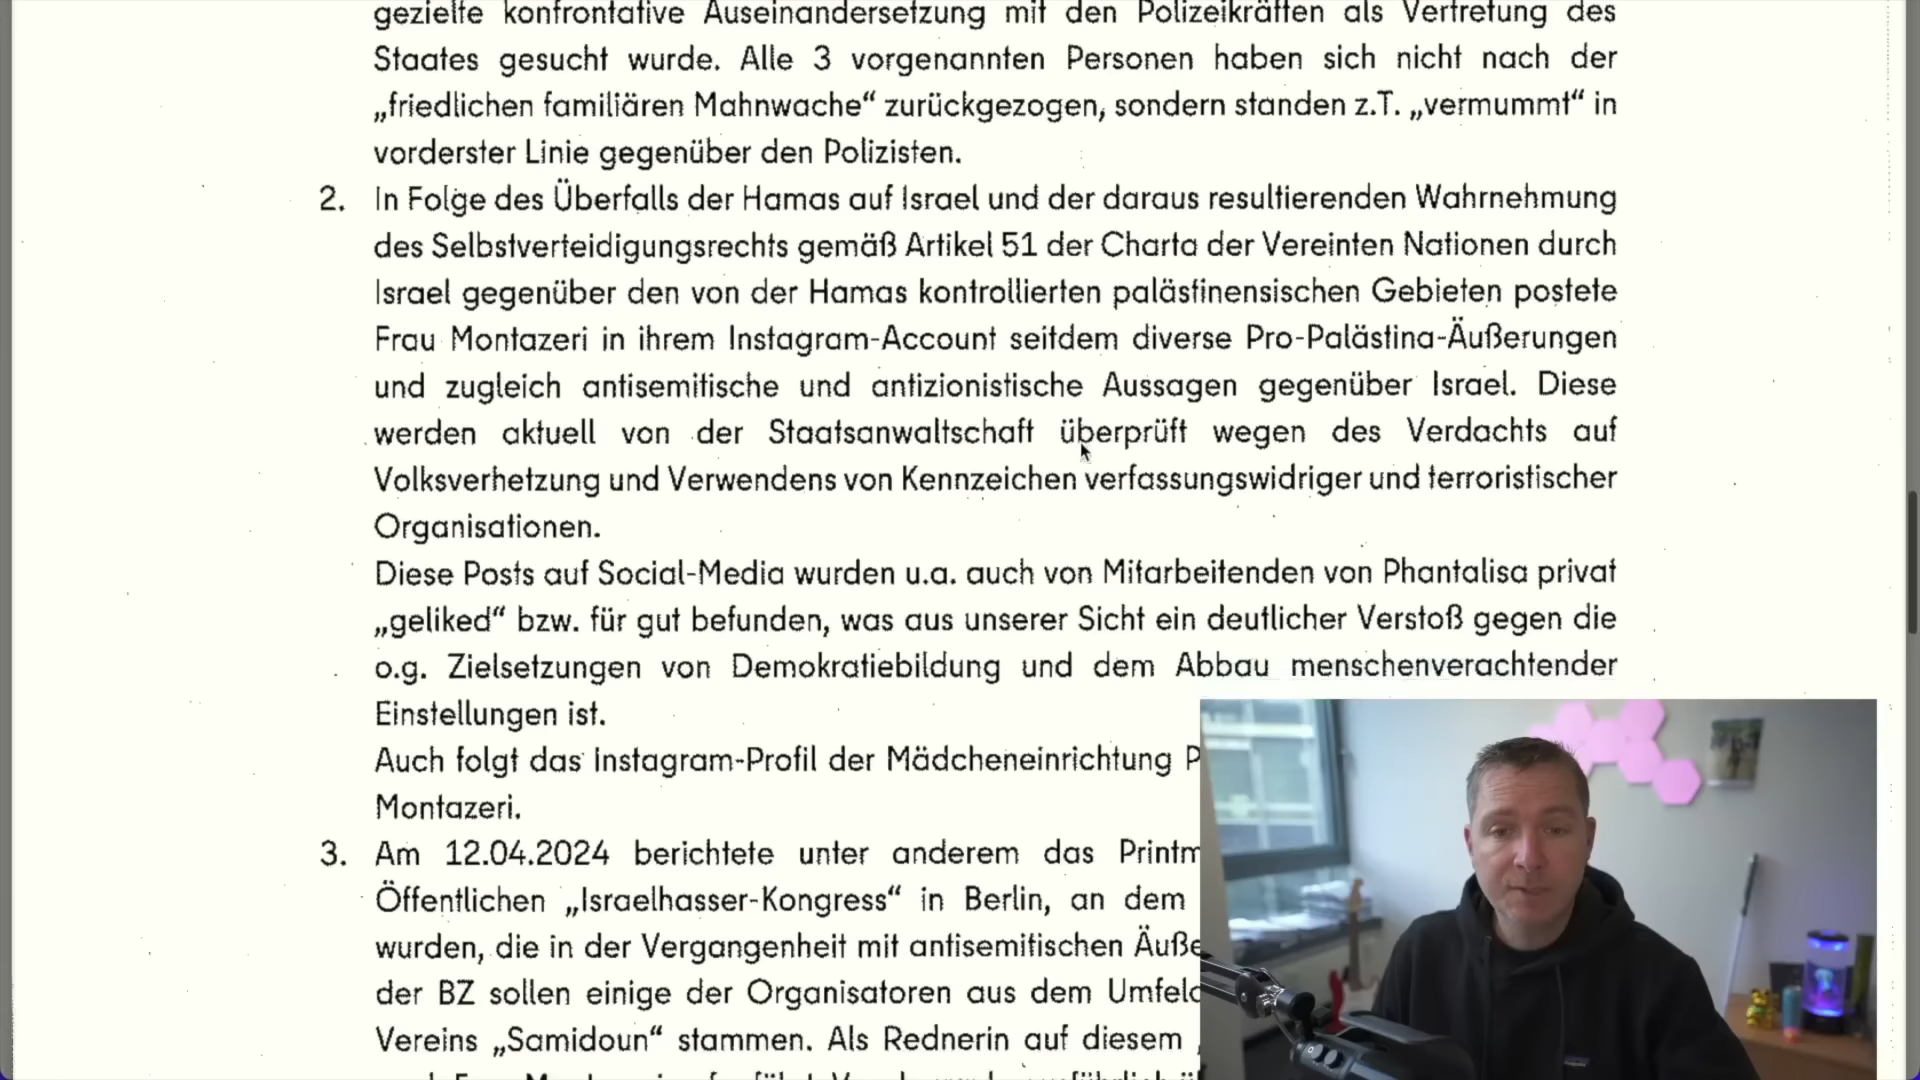 gezielte konfrontative Auseinandersetzung mit den Polizeikräften als Vertretung des
Staates gesucht wurde. Alle 3 vorgenannten Personen haben sich nicht nach der
„friedlichen familiären Mahnwache“ zurückgezogen, sondern standen z.T. „vermummt“ in
vorderster Linie gegenüber den Polizisten.
2. In Folge des Überfalls der Hamas auf Israel und der daraus resultierenden Wahrnehmung
des Selbstverteidigungsrechts gemäß Artikel 51 der Charta der Vereinten Nationen durch
Israel gegenüber den von der Hamas kontrollierten palästinensischen Gebieten postete
Frau Montazeri in ihrem Instagram-Account seitdem diverse Pro-Palästina-Äußerungen
und zugleich antisemitische und antizionistische Aussagen gegenüber Israel. Diese
werden aktuell von der Staatsanwaltschaft überprüft wegen des Verdachts auf
Volksverhetzung und Verwendens von Kennzeichen verfassungswidriger und terroristischer
Organisationen.
Diese Posts auf Social-Media wurden u.a. auch von Mitarbeitenden von Phantalisa privat
„geliked“ bzw. für gut befunden, was aus unserer Sicht ein deutlicher Verstoß gegen die
o.g. Zielsetzungen von Demokratiebildung und dem Abbau menschenverachtender
Einstellungen ist.
Auch folgt das Instagram-Profil der Mädcheneinrichtung P
Montazeri.
3. Am 12.04.2024 berichtete unter anderem das Printm
Öffentlichen „Israelhasser-Kongress“ in Berlin, an dem
wurden, die in der Vergangenheit mit antisemitischen Äuße
der BZ sollen einige der Organisatoren aus dem Umfeld
Vereins „Samidoun“ stammen. Als Rednerin auf diesem